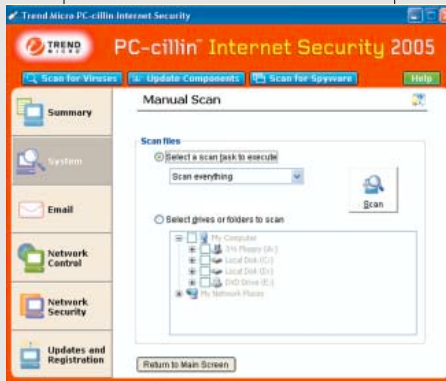 Trend Micro PC-cillin Internet Security
TREND MICRO
PC-cillin™ Internet Security 2005
Scan for Viruses
Update Components
Scan for Spyware
Help
Summary
System
Email
Network Control
Network Security
Updates and Registration
Manual Scan
Scan files
Select a scan task to execute
Scan everything
Scan
Select drives or folders to scan
My Computer
3½ Floppy (A:)
Local Disk (C:)
Local Disk (D:)
DVD Drive (E:)
My Network Places
Return to Main Screen